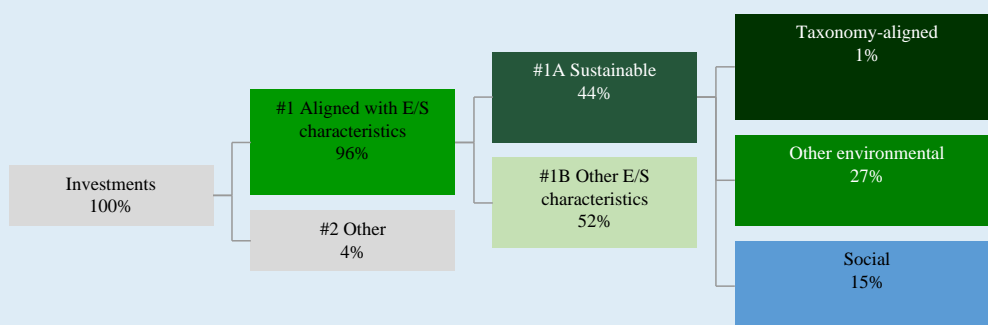 Investments
100%
#1 Aligned with E/S
characteristics
96%
#2 Other
4%
#1A Sustainable
44%
#1B Other E/S
characteristics
52%
Taxonomy-aligned
1%
Other environmental
27%
Social
15%